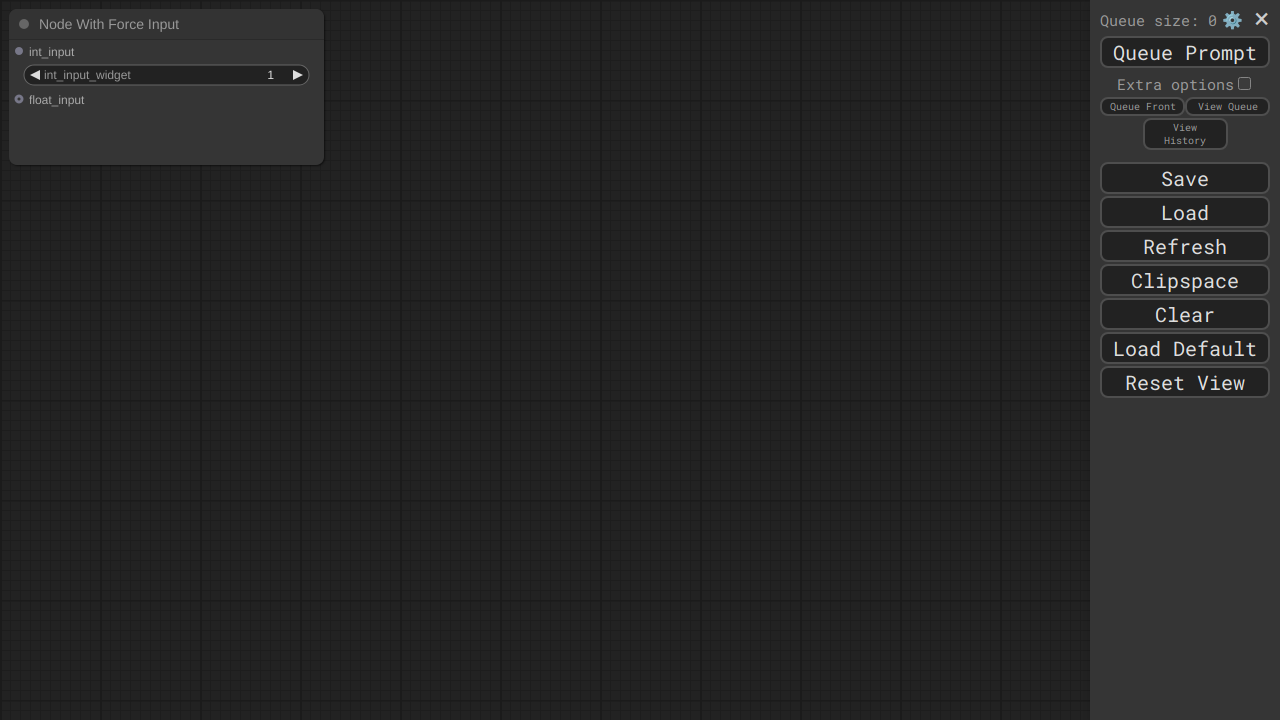 Node With Force Input
int_input
int_input_widget 1
float_input
Queue size: 0
Queue Prompt
Extra options
Queue Front
View Queue
View
History
Save
Load
Refresh
Clipspace
Clear
Load Default
Reset View